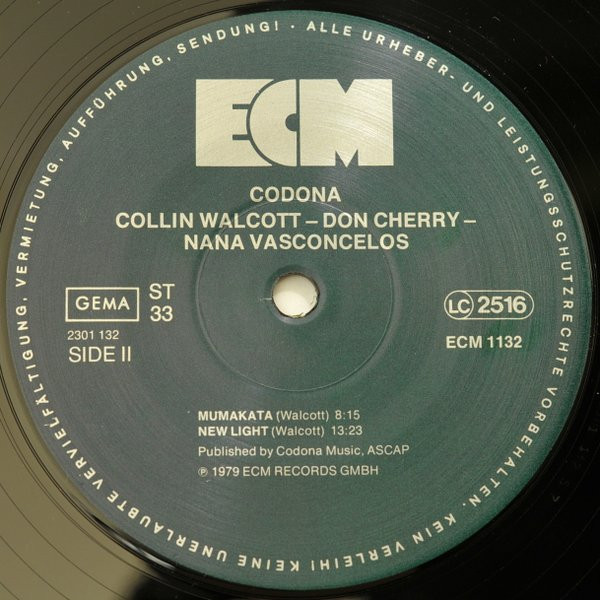 ALLE URHEBER- UND LEISTUNGSSCHUTZRECHTE VORBEHALTEN. KEIN VERLEIH! KEINE UNERLAUBTE VERVIELFÄLTIGUNG, VERMIETUNG, AUFFÜHRUNG, SENDUNG! ·
ECM
CODONA
COLLIN WALCOTT – DON CHERRY –
NANA VASCONCELOS
GEMA
ST
33
LC 2516
2301 132
SIDE II
ECM 1132
MUMAKATA (Walcott) 8:15
NEW LIGHT (Walcott) 13:23
Published by Codona Music, ASCAP
℗ 1979 ECM RECORDS GMBH